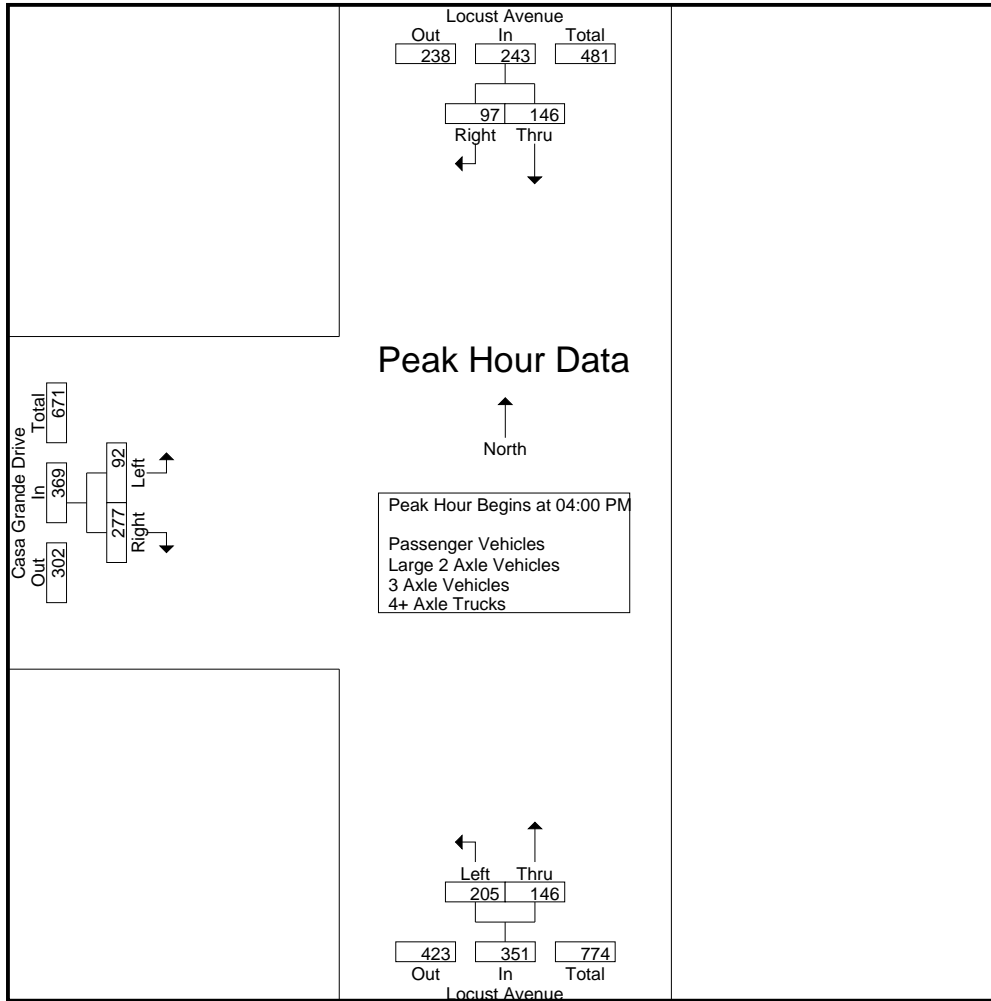 Locust Avenue
Out In Total
238 243 481
97 146
Right Thru
Peak Hour Data
North
Peak Hour Begins at 04:00 PM
Passenger Vehicles
Large 2 Axle Vehicles
3 Axle Vehicles
4+ Axle Trucks
Casa Grande Drive
Out In Total
302 369 671
277 92
Right Left
Left Thru
205 146
423 351 774
Out In Total
Locust Avenue